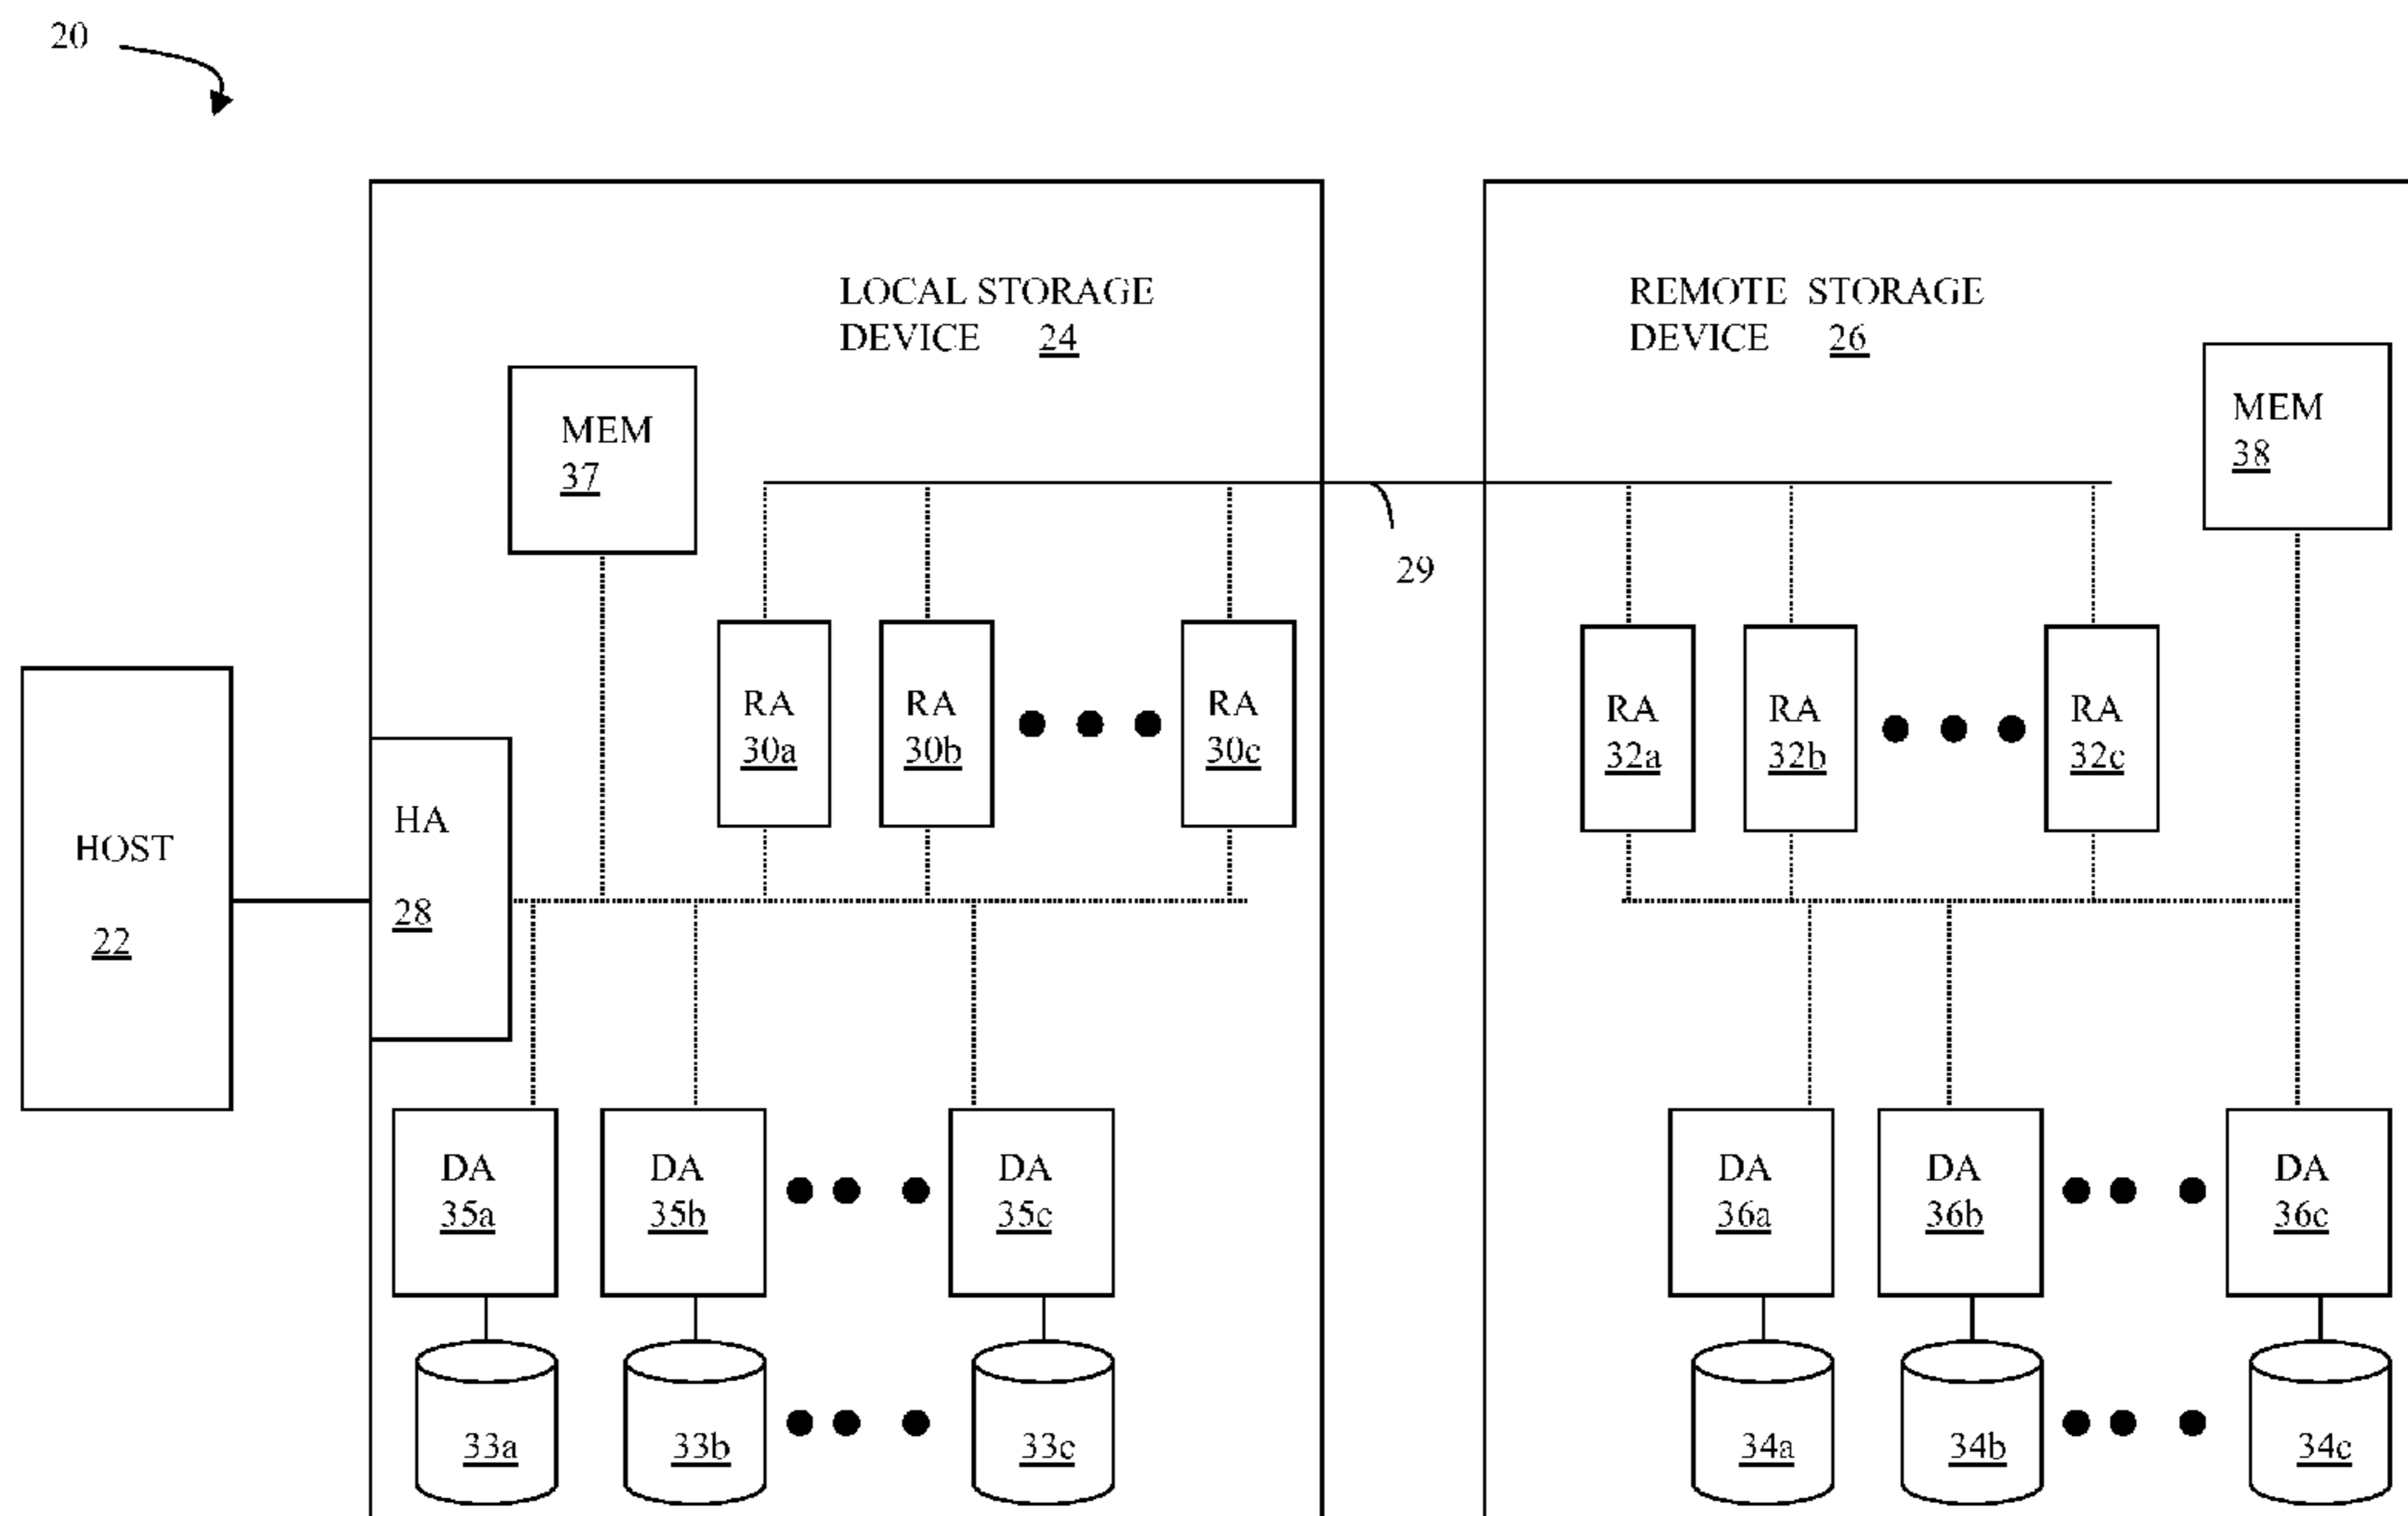 20
LOCAL STORAGE
DEVICE 24
REMOTE STORAGE
DEVICE 26
MEM
37
MEM
38
29
RA
30a
RA
30b
RA
30c
RA
32a
RA
32b
RA
32c
HOST
22
HA
28
DA
35a
DA
35b
DA
35c
DA
36a
DA
36b
DA
36c
33a
33b
33c
34a
34b
34c